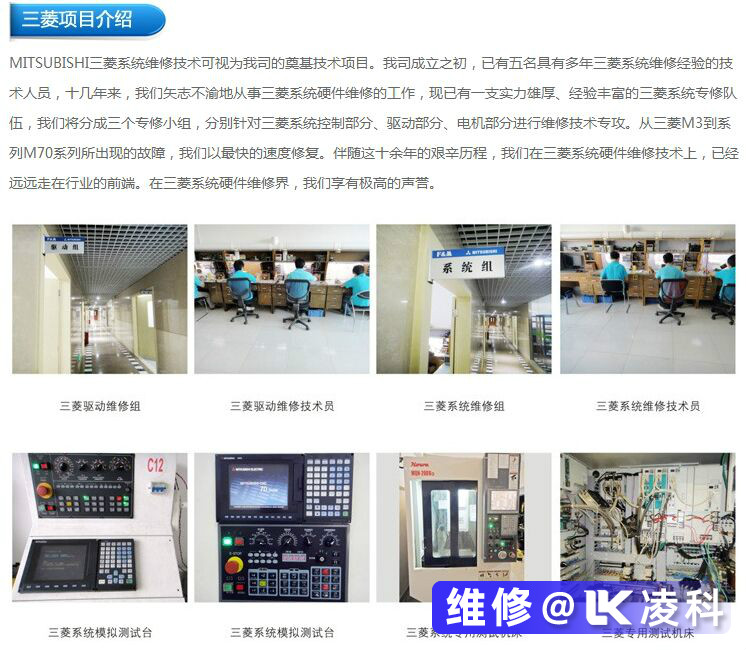 三菱项目介绍
MITSUBISHI三菱系统维修技术可视为我司的奠基技术项目。我司成立之初，已有五名具有多年三菱系统维修经验的技
术人员，十几年来，我们矢志不渝地从事三菱系统硬件维修的工作，现已有一支实力雄厚、经验丰富的三菱系统专修队
伍，我们将分成三个专修小组，分别针对三菱系统控制部分、驱动部分、电机部分进行维修技术专攻。从三菱M3到系
列M70系列所出现的故障，我们以最快的速度修复。伴随这十余年的艰辛历程，我们在三菱系统硬件维修技术上，已经
远远走在行业的前端。在三菱系统硬件维修界，我们享有极高的声誉。
驱动组
MITSUBISHI
系统组
三菱驱动维修组
三菱驱动维修技术员
三菱系统维修组
三菱系统维修技术员
C12
MITSUBISHI ELECTRIC
三菱系统模拟测试台
三菱系统模拟测试台
三菱系统专用测试机床
三菱专用测试机床
维修@LK凌科